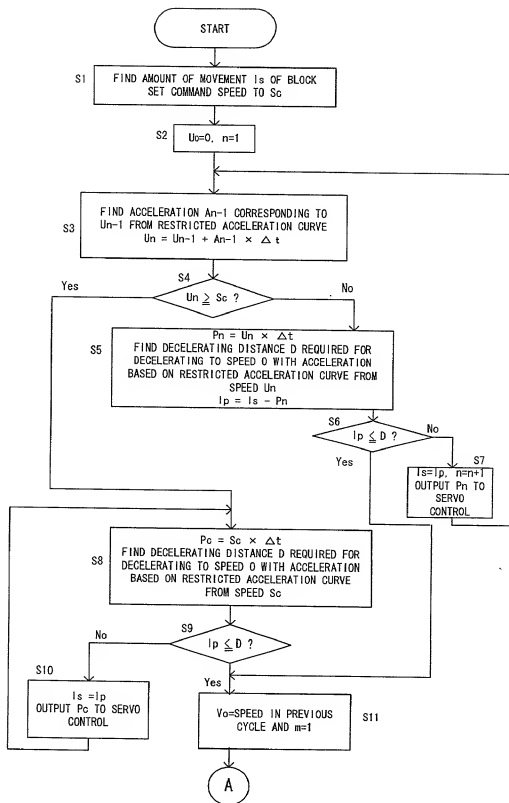 START
S1
FIND AMOUNT OF MOVEMENT Is OF BLOCK
SET COMMAND SPEED TO Sc
S2
U0=0, n=1
S3
FIND ACCELERATION An-1 CORRESPONDING TO
Un-1 FROM RESTRICTED ACCELERATION CURVE
Un = Un-1 + An-1 × Δt
S4
Yes
Un ≧ Sc ?
No
S5
Pn = Un × Δt
FIND DECELERATING DISTANCE D REQUIRED FOR
DECELERATING TO SPEED 0 WITH ACCELERATION
BASED ON RESTRICTED ACCELERATION CURVE FROM
SPEED Un
Ip = Is - Pn
S6
Ip ≦ D ?
No
Yes
S7
Is=Ip, n=n+1
OUTPUT Pn TO
SERVO
CONTROL
S8
Pc = Sc × Δt
FIND DECELERATING DISTANCE D REQUIRED FOR
DECELERATING TO SPEED 0 WITH ACCELERATION
BASED ON RESTRICTED ACCELERATION CURVE
FROM SPEED Sc
S9
No
Ip ≦ D ?
Yes
S10
Is =Ip
OUTPUT Pc TO SERVO
CONTROL
S11
Vo=SPEED IN PREVIOUS
CYCLE AND m=1
A